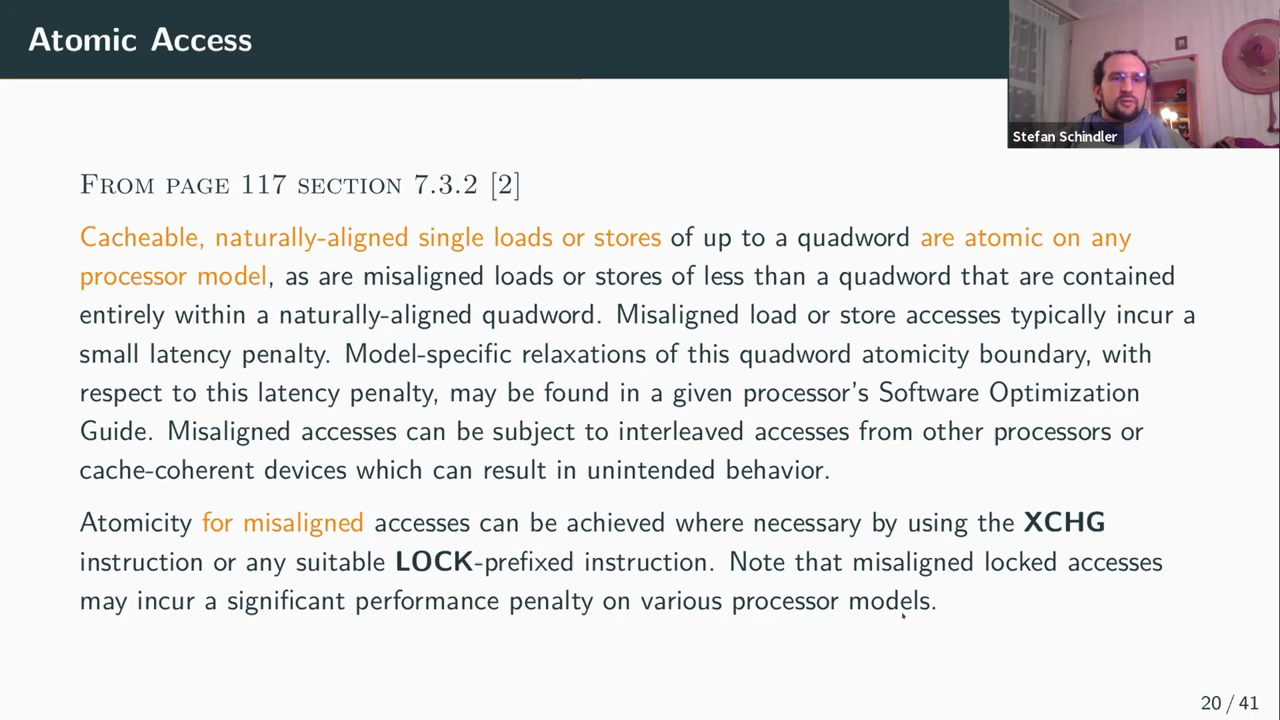 Atomic Access
Stefan Schindler
From page 117 section 7.3.2 [2]
Cacheable, naturally-aligned single loads or stores of up to a quadword are atomic on any
processor model, as are misaligned loads or stores of less than a quadword that are contained
entirely within a naturally-aligned quadword. Misaligned load or store accesses typically incur a
small latency penalty. Model-specific relaxations of this quadword atomicity boundary, with
respect to this latency penalty, may be found in a given processor's Software Optimization
Guide. Misaligned accesses can be subject to interleaved accesses from other processors or
cache-coherent devices which can result in unintended behavior.
Atomicity for misaligned accesses can be achieved where necessary by using the XCHG
instruction or any suitable LOCK-prefixed instruction. Note that misaligned locked accesses
may incur a significant performance penalty on various processor models.
20 / 41